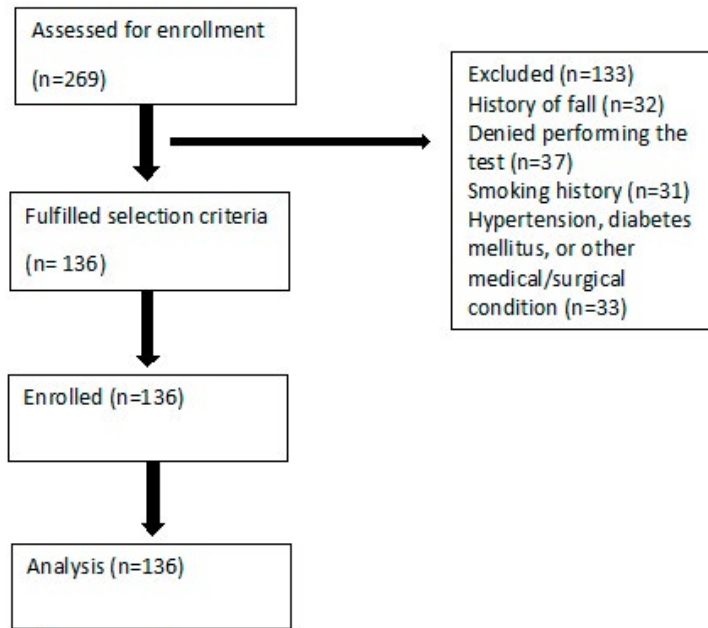 Assessed for enrollment
(n=269)
Excluded (n=133)
History of fall (n=32)
Denied performing the
test (n=37)
Smoking history (n=31)
Hypertension, diabetes
mellitus, or other
medical/surgical
condition (n=33)
Fulfilled selection criteria
(n= 136)
Enrolled (n=136)
Analysis (n=136)